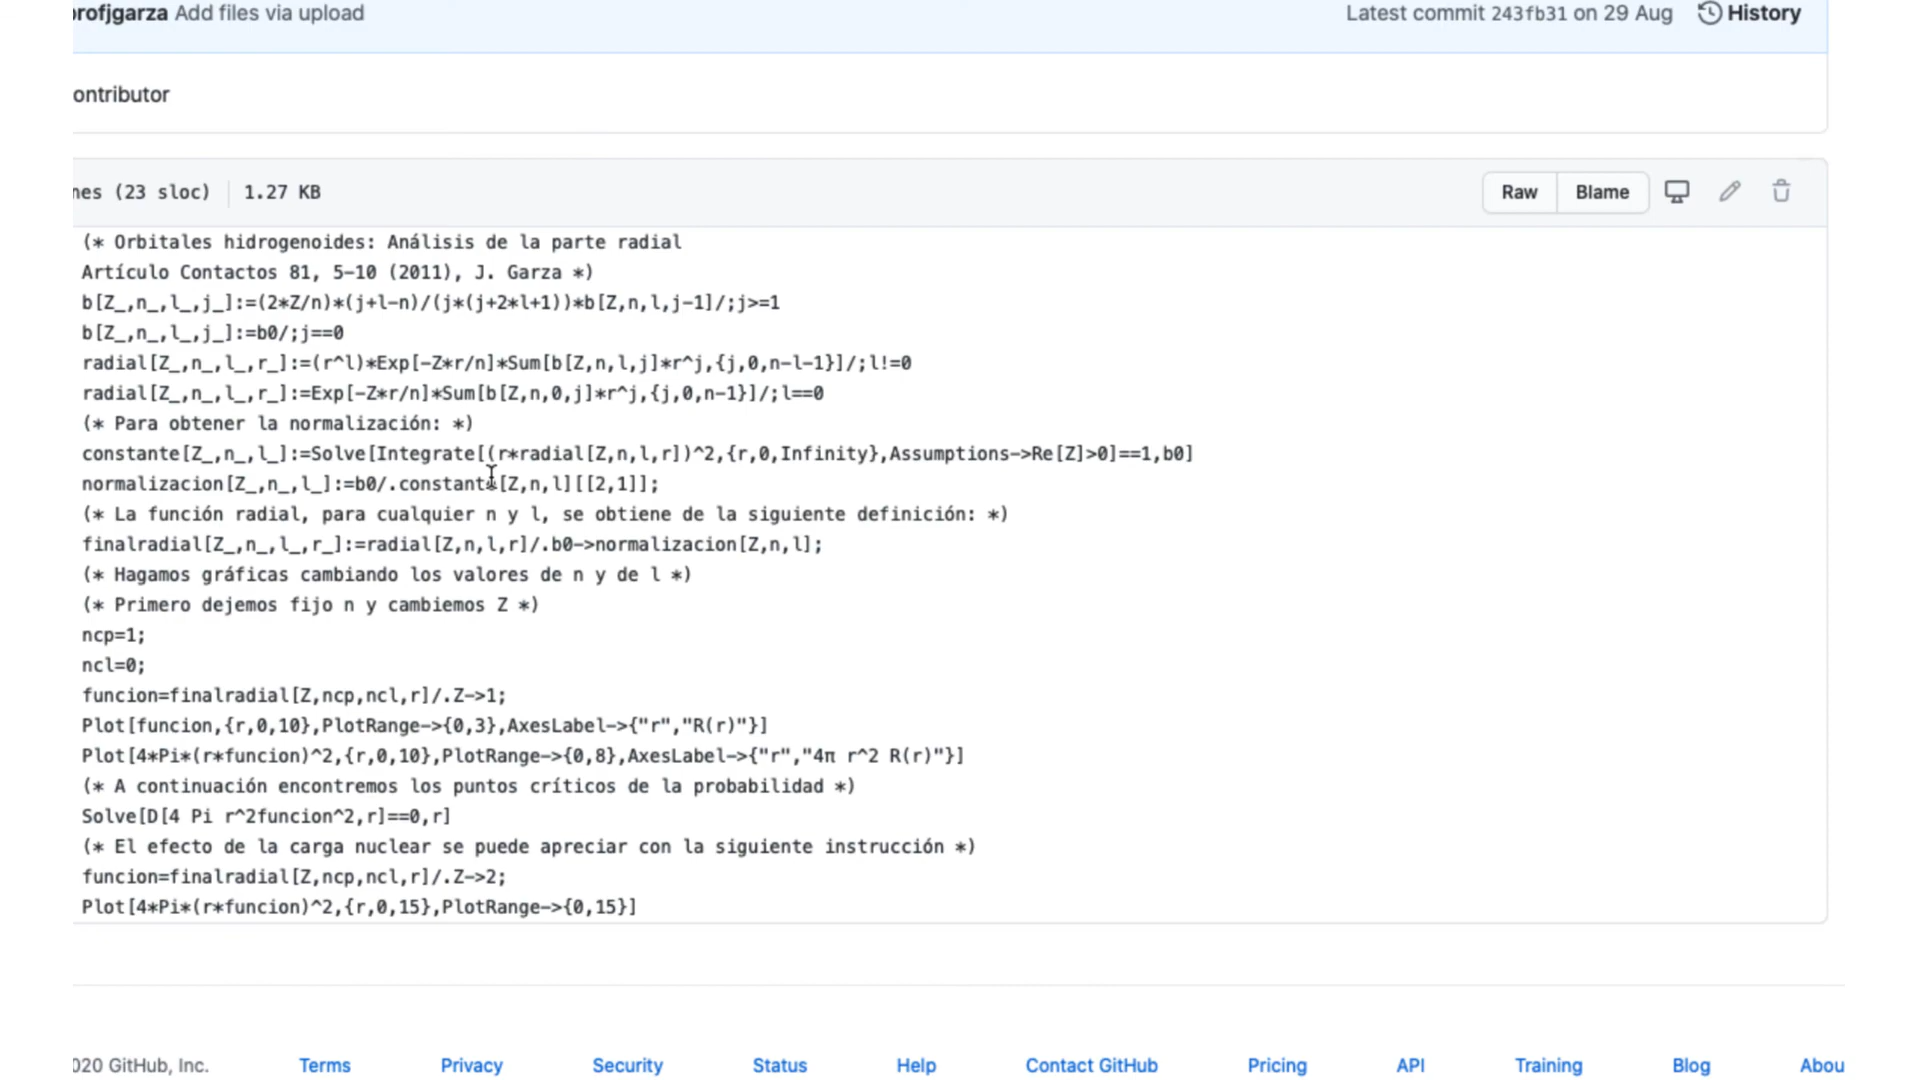 rofjgarza Add files via upload
Latest commit 243fb31 on 29 Aug History
ontributor
nes (23 sloc) 1.27 KB
Raw Blame
(* Orbitales hidrogenoides: Análisis de la parte radial
Artículo Contactos 81, 5-10 (2011), J. Garza *)
b[Z_,n_,l_,j_]:=(2*Z/n)*(j+l-n)/(j*(j+2*l+1))*b[Z,n,l,j-1]/;j>=1
b[Z_,n_,l_,j_]:=b0/;j==0
radial[Z_,n_,l_,r_]:=(r^l)*Exp[-Z*r/n]*Sum[b[Z,n,l,j]*r^j,{j,0,n-l-1}]/;l!=0
radial[Z_,n_,l_,r_]:=Exp[-Z*r/n]*Sum[b[Z,n,0,j]*r^j,{j,0,n-1}]/;l==0
(* Para obtener la normalización: *)
constante[Z_,n_,l_]:=Solve[Integrate[(r*radial[Z,n,l,r])^2,{r,0,Infinity},Assumptions->Re[Z]>0]==1,b0]
normalizacion[Z_,n_,l_]:=b0/.constante[Z,n,l][[2,1]];
(* La función radial, para cualquier n y l, se obtiene de la siguiente definición: *)
finalradial[Z_,n_,l_,r_]:=radial[Z,n,l,r]/.b0->normalizacion[Z,n,l];
(* Hagamos gráficas cambiando los valores de n y de l *)
(* Primero dejemos fijo n y cambiemos Z *)
ncp=1;
ncl=0;
funcion=finalradial[Z,ncp,ncl,r]/.Z->1;
Plot[funcion,{r,0,10},PlotRange->{0,3},AxesLabel->{"r","R(r)"}]
Plot[4*Pi*(r*funcion)^2,{r,0,10},PlotRange->{0,8},AxesLabel->{"r","4π r^2 R(r)"}]
(* A continuación encontremos los puntos críticos de la probabilidad *)
Solve[D[4 Pi r^2funcion^2,r]==0,r]
(* El efecto de la carga nuclear se puede apreciar con la siguiente instrucción *)
funcion=finalradial[Z,ncp,ncl,r]/.Z->2;
Plot[4*Pi*(r*funcion)^2,{r,0,15},PlotRange->{0,15}]
020 GitHub, Inc. Terms Privacy Security Status Help Contact GitHub Pricing API Training Blog Abou